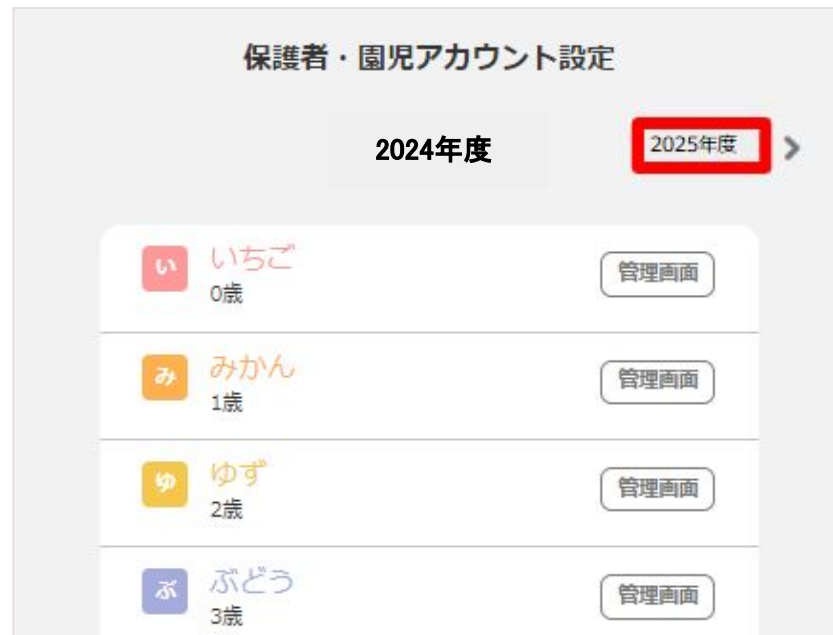 保護者・園児アカウント設定
2024年度
2025年度
い いちご
0歳
管理画面
み みかん
1歳
管理画面
ゆ ゆず
2歳
管理画面
ぶ ぶどう
3歳
管理画面